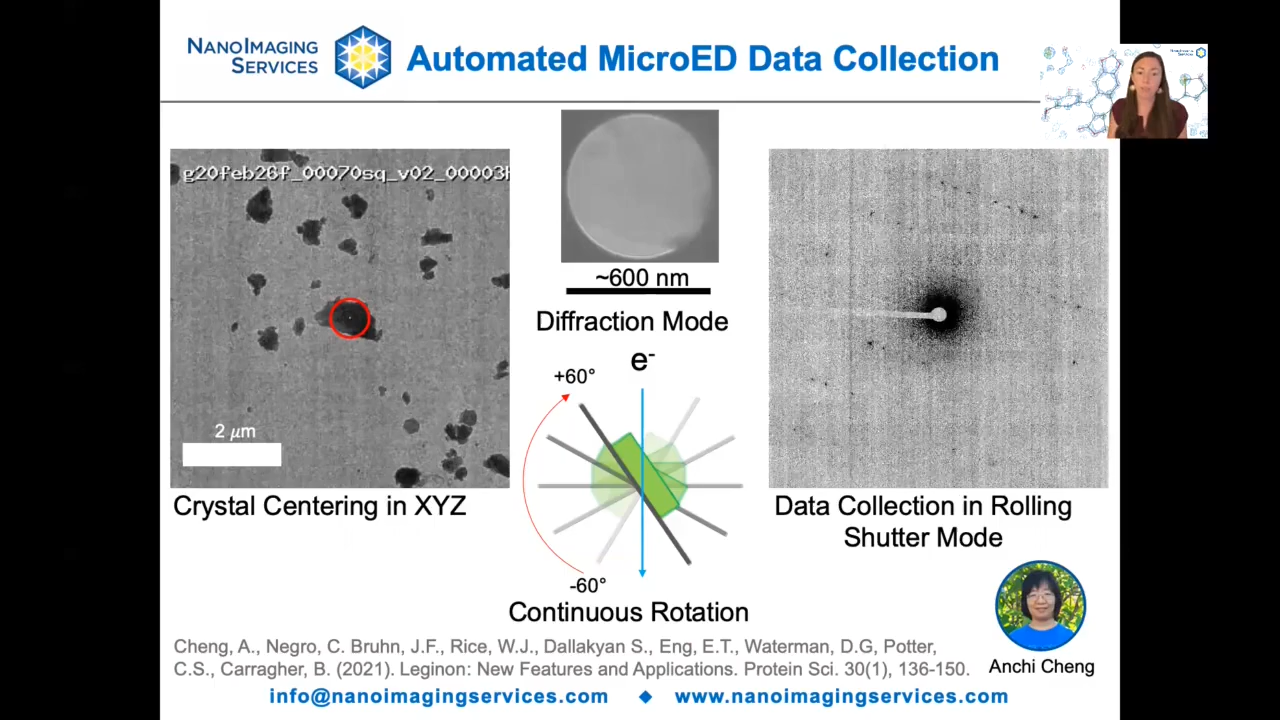 NANOIMAGING
SERVICES
Automated MicroED Data Collection
g20feb26f_00070sq_v02_00003h
2 μm
Crystal Centering in XYZ
~600 nm
Diffraction Mode
e-
+60°
-60°
Continuous Rotation
Data Collection in Rolling
Shutter Mode
Anchi Cheng
Cheng, A., Negro, C. Bruhn, J.F., Rice, W.J., Dallakyan S., Eng, E.T., Waterman, D.G, Potter,
C.S., Carragher, B. (2021). Leginon: New Features and Applications. Protein Sci. 30(1), 136-150.
info@nanoimagingservices.com ◆ www.nanoimagingservices.com